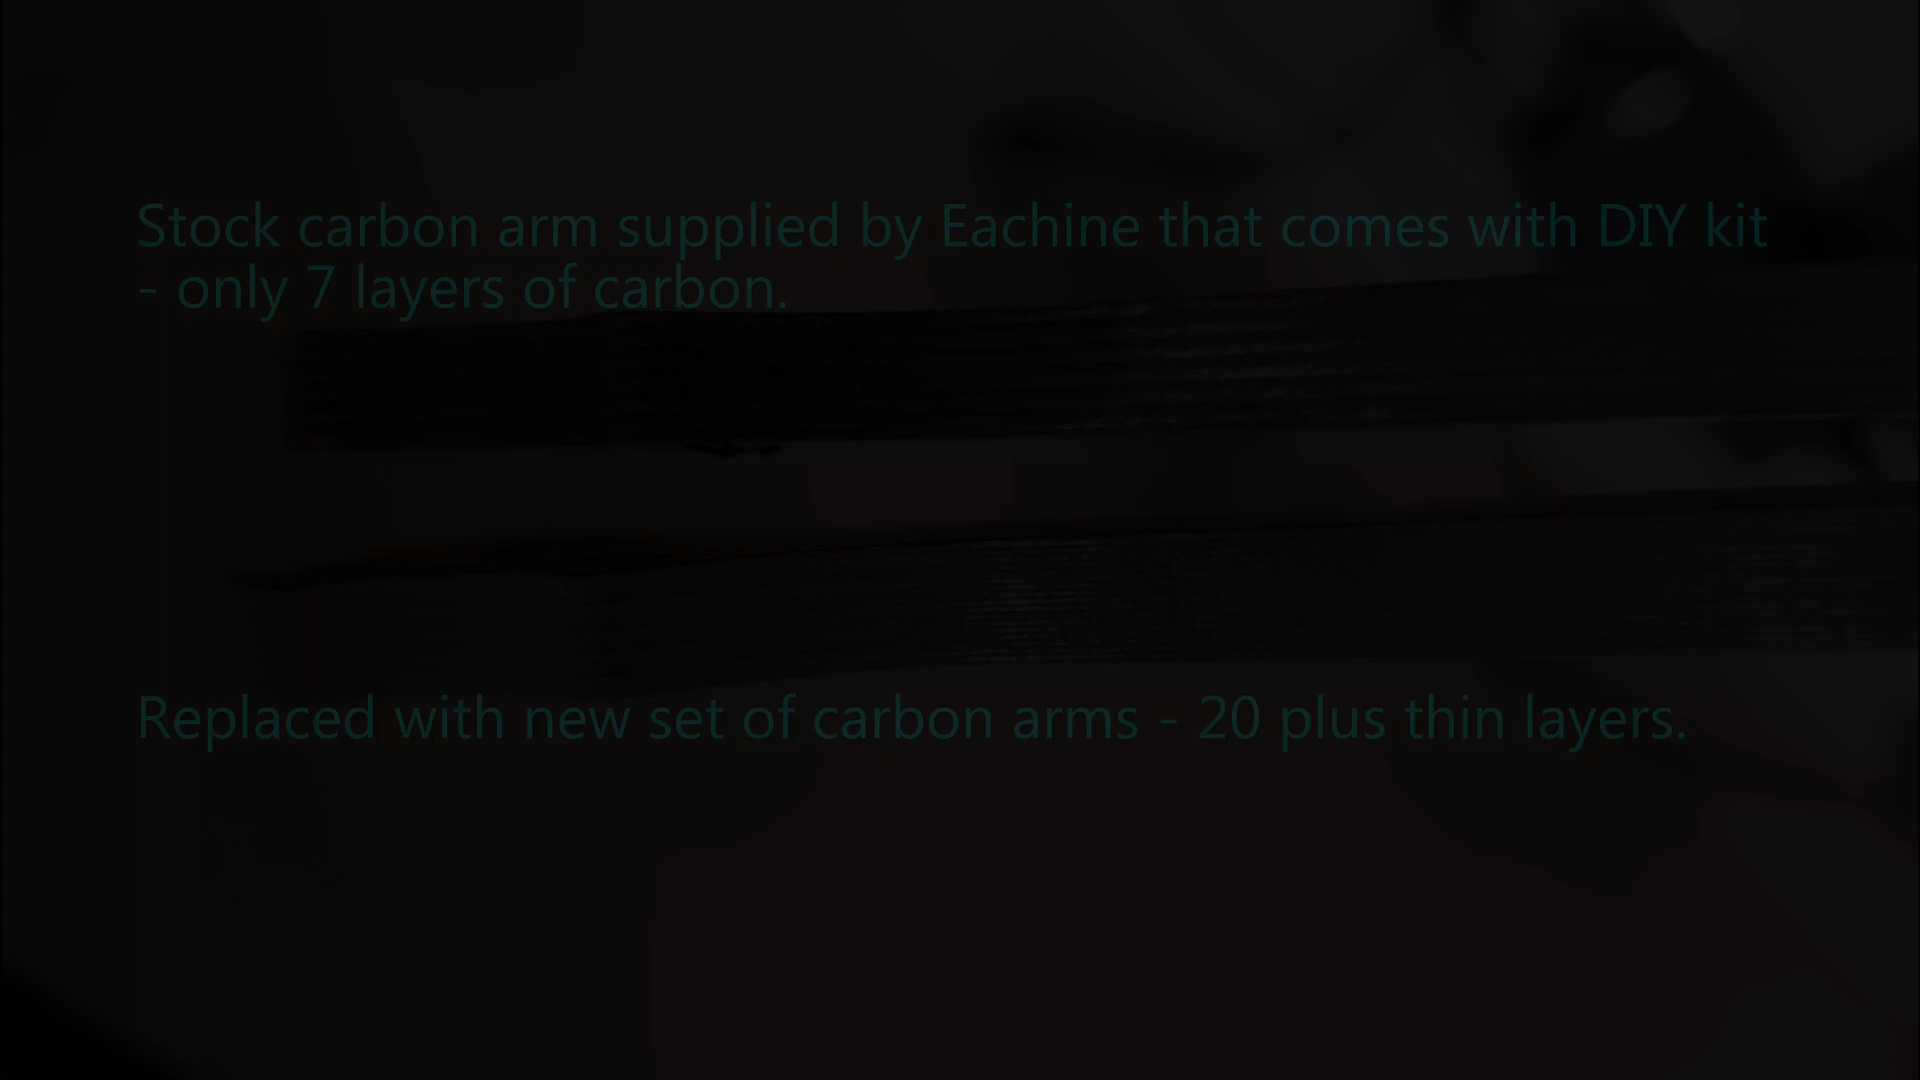 Stock carbon arm supplied by Eachine that comes with DIY kit
- only 7 layers of carbon.
Replaced with new set of carbon arms - 20 plus thin layers.